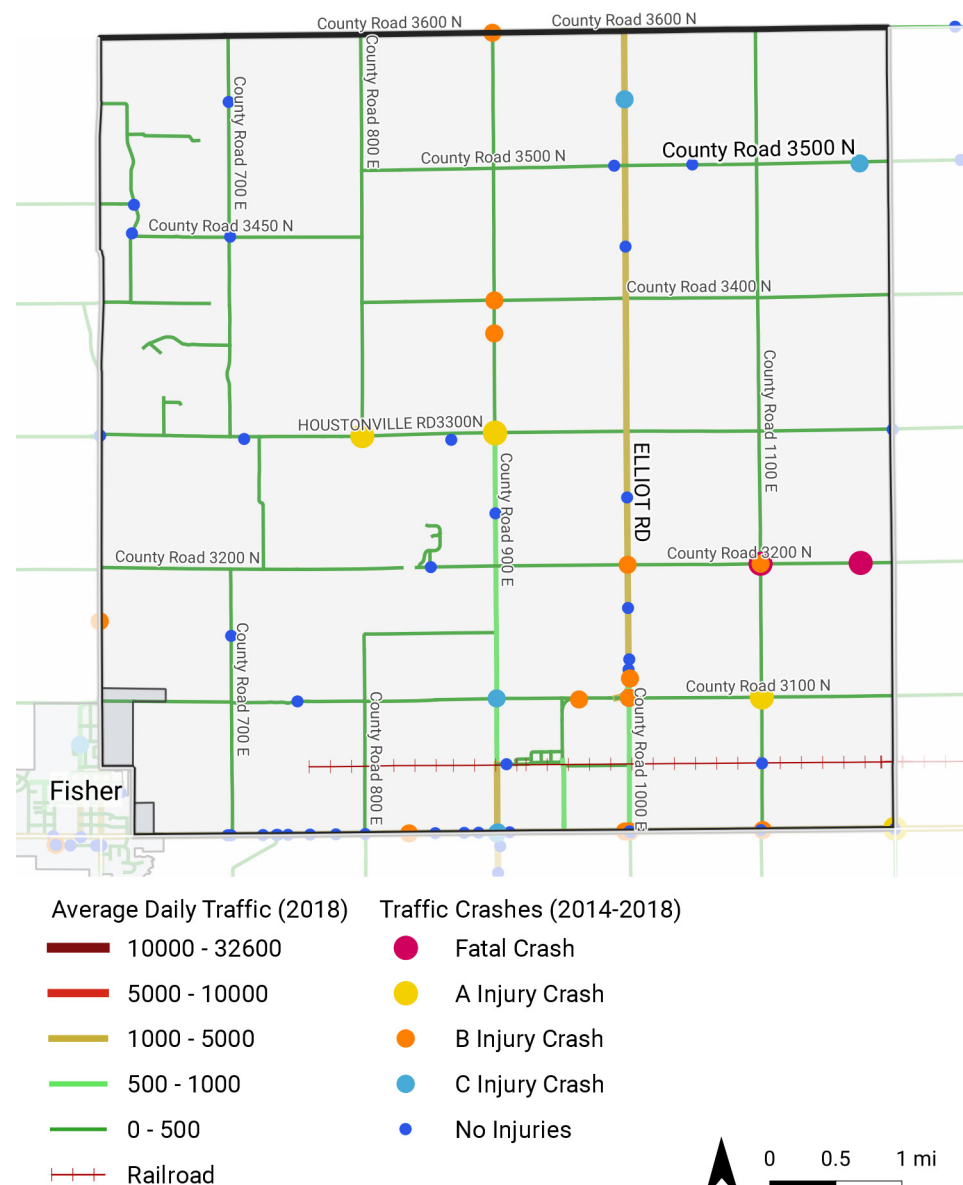 County Road 3600 N
County Road 3600 N
County Road 800 E
County Road 700 E
County Road 3500 N
County Road 3500 N
County Road 3450 N
County Road 3400 N
County Road 1100 E
HOUSTONVILLE RD3300N
ELLIOT RD
County Road 900 E
County Road 3200 N
County Road 3200 N
County Road 700 E
County Road 3100 N
County Road 800 E
County Road 1000 E
Fisher
Average Daily Traffic (2018)
10000 - 32600
5000 - 10000
1000 - 5000
500 - 1000
0 - 500
Railroad
Traffic Crashes (2014-2018)
Fatal Crash
A Injury Crash
B Injury Crash
C Injury Crash
No Injuries
0 0.5 1 mi